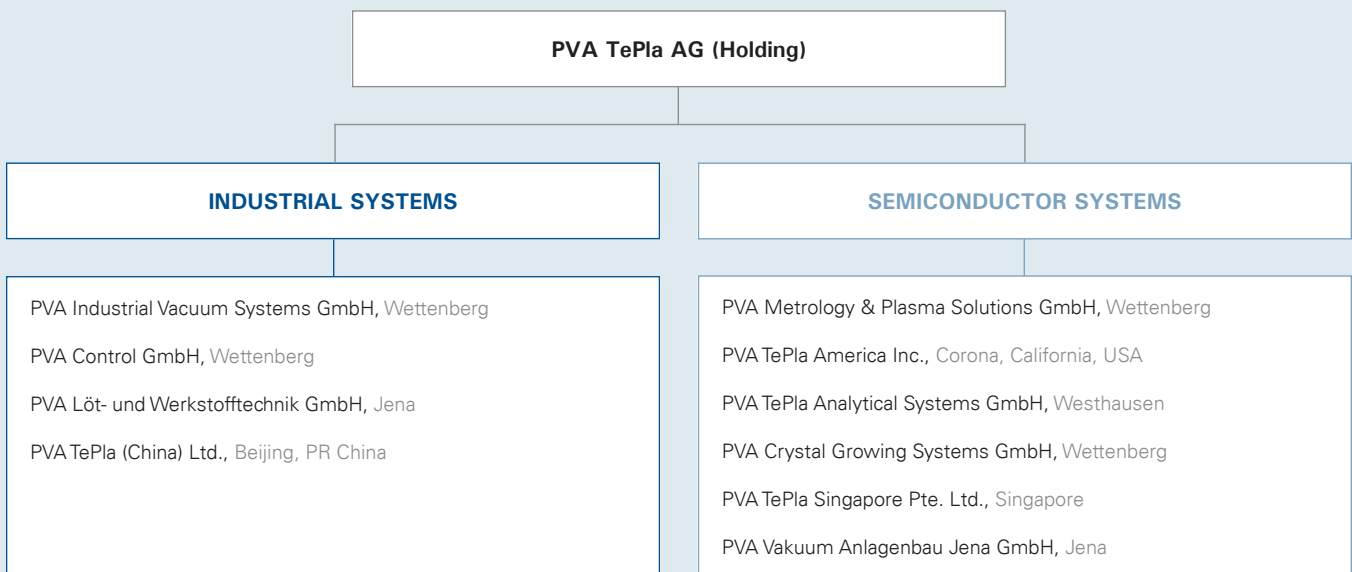 PVA TePla AG (Holding)
INDUSTRIAL SYSTEMS
PVA Industrial Vacuum Systems GmbH, Wettenberg
PVA Control GmbH, Wettenberg
PVA Löt- und Werkstofftechnik GmbH, Jena
PVA TePla (China) Ltd., Beijing, PR China
SEMICONDUCTOR SYSTEMS
PVA Metrology & Plasma Solutions GmbH, Wettenberg
PVA TePla America Inc., Corona, California, USA
PVA TePla Analytical Systems GmbH, Westhausen
PVA Crystal Growing Systems GmbH, Wettenberg
PVA TePla Singapore Pte. Ltd., Singapore
PVA Vakuum Anlagenbau Jena GmbH, Jena